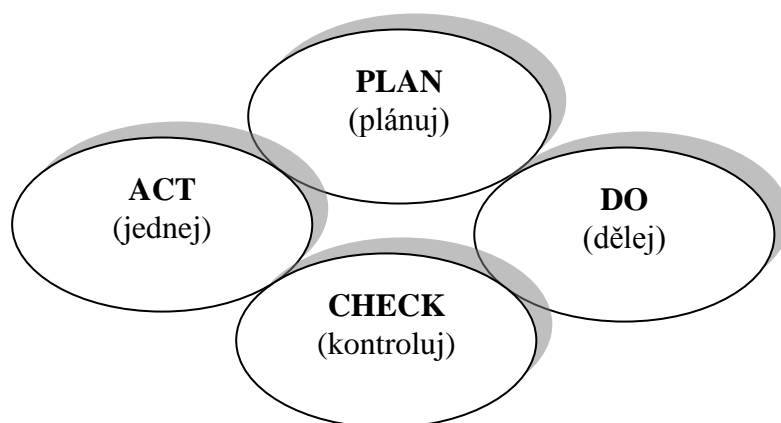 PLAN
(plánuj)
ACT
(jednej)
DO
(dělej)
CHECK
(kontroluj)